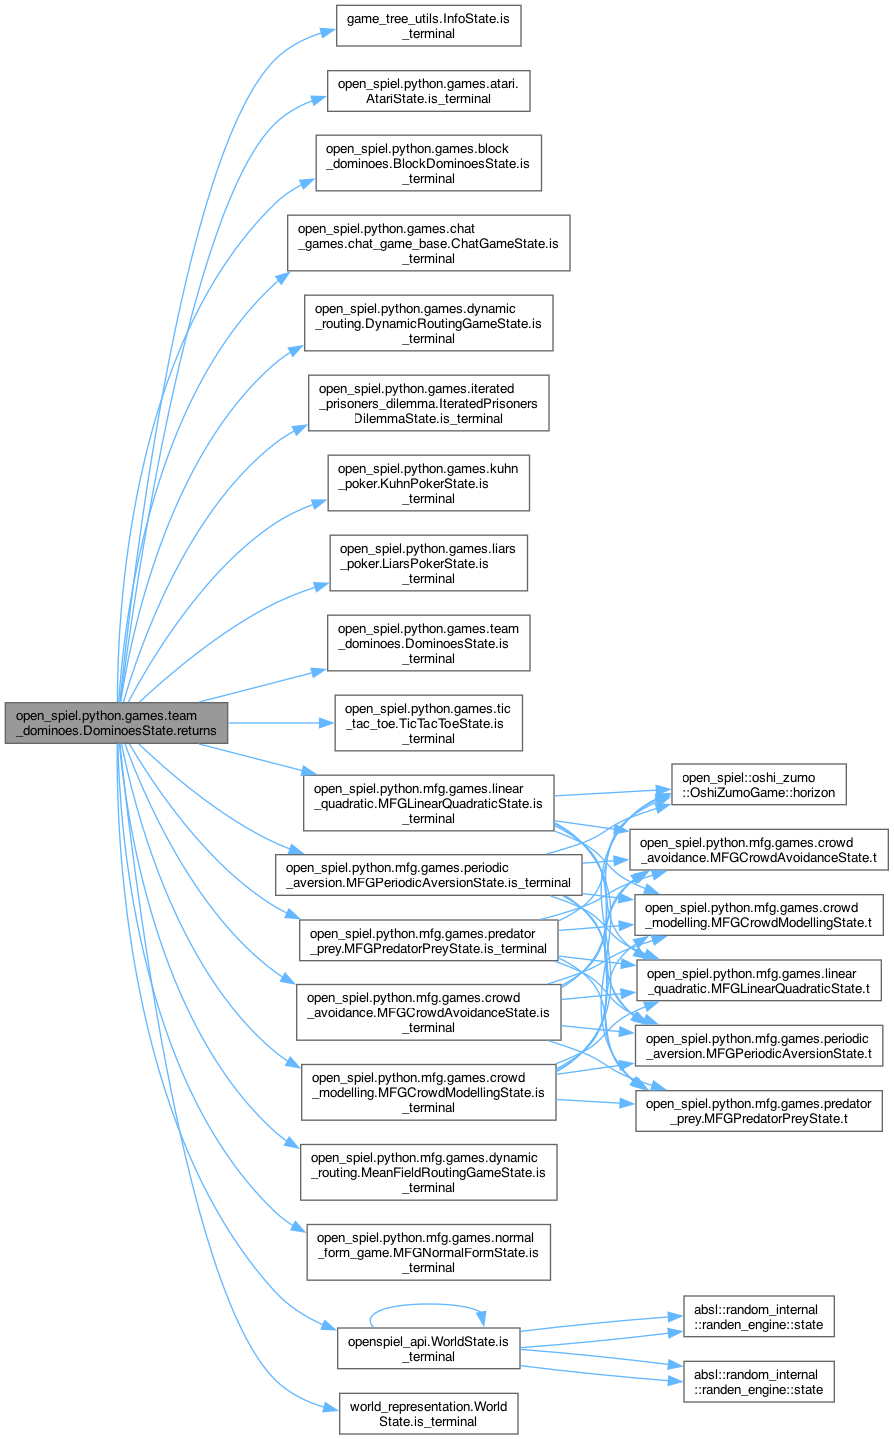 game_tree_utils.InfoState.is
_terminal
open_spiel.python.games.atari.
AtariState.is_terminal
open_spiel.python.games.block
_dominoes.BlockDominoesState.is
_terminal
open_spiel.python.games.chat
_games.chat_game_base.ChatGameState.is
_terminal
open_spiel.python.games.dynamic
_routing.DynamicRoutingGameState.is
_terminal
open_spiel.python.games.iterated
_prisoners_dilemma.IteratedPrisoners
DilemmaState.is_terminal
open_spiel.python.games.kuhn
_poker.KuhnPokerState.is
_terminal
open_spiel.python.games.liars
_poker.LiarsPokerState.is
_terminal
open_spiel.python.games.team
_dominoes.DominoesState.is
_terminal
open_spiel.python.games.team
_dominoes.DominoesState.returns
open_spiel.python.games.tic
_tac_toe.TicTacToeState.is
_terminal
open_spiel.python.mfg.games.linear
_quadratic.MFGLinearQuadraticState.is
_terminal
open_spiel.python.mfg.games.periodic
_aversion.MFGPeriodicAversionState.is_terminal
open_spiel.python.mfg.games.predator
_prey.MFGPredatorPreyState.is_terminal
open_spiel.python.mfg.games.crowd
_avoidance.MFGCrowdAvoidanceState.is
_terminal
open_spiel.python.mfg.games.crowd
_modelling.MFGCrowdModellingState.is
_terminal
open_spiel.python.mfg.games.dynamic
_routing.MeanFieldRoutingGameState.is
_terminal
open_spiel.python.mfg.games.normal
_form_game.MFGNormalFormState.is
_terminal
openspiel_api.WorldState.is
_terminal
world_representation.World
State.is_terminal
open_spiel::oshi_zumo
::OshiZumoGame::horizon
open_spiel.python.mfg.games.crowd
_avoidance.MFGCrowdAvoidanceState.t
open_spiel.python.mfg.games.crowd
_modelling.MFGCrowdModellingState.t
open_spiel.python.mfg.games.linear
_quadratic.MFGLinearQuadraticState.t
open_spiel.python.mfg.games.periodic
_aversion.MFGPeriodicAversionState.t
open_spiel.python.mfg.games.predator
_prey.MFGPredatorPreyState.t
absl::random_internal
::randen_engine::state
absl::random_internal
::randen_engine::state